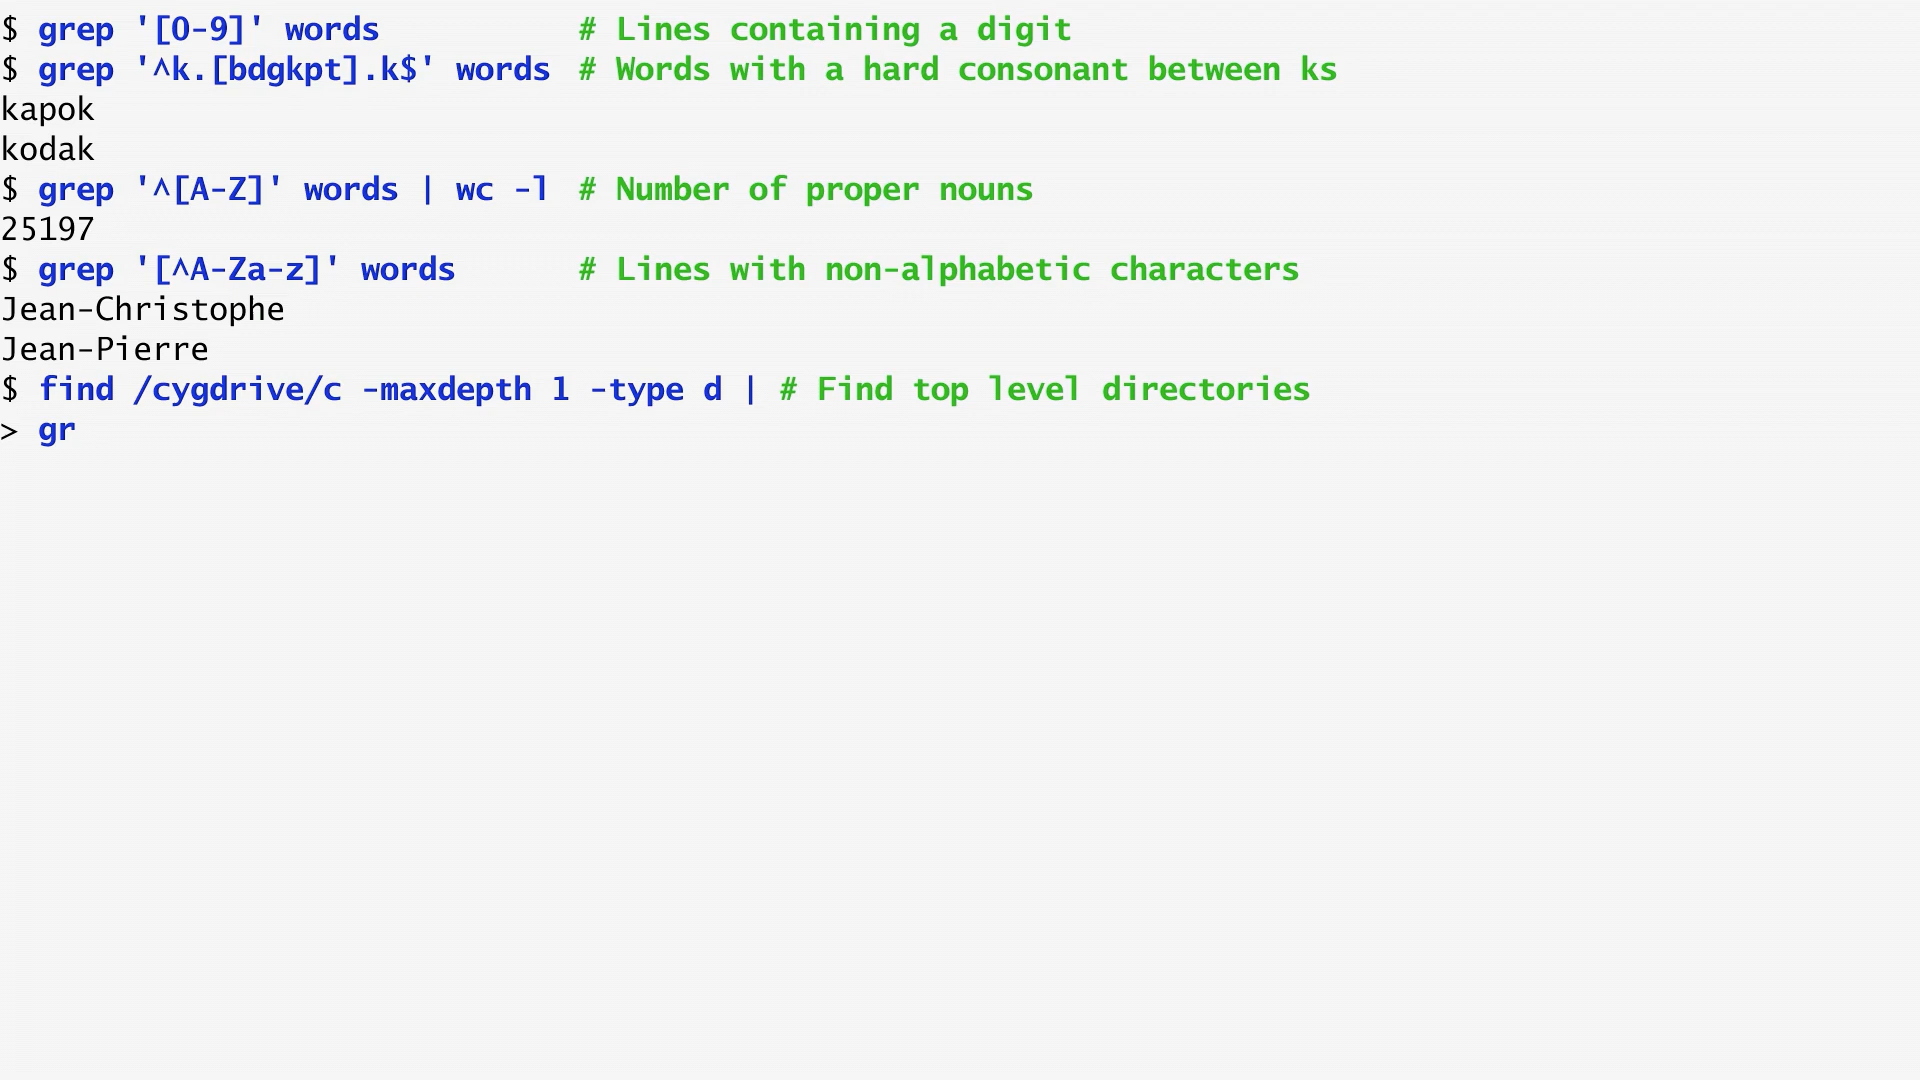 $ grep '[0-9]' words # Lines containing a digit
$ grep '^k.[bdgkpt].k$' words # Words with a hard consonant between ks
kapok
kodak
$ grep '^[A-Z]' words | wc -l # Number of proper nouns
25197
$ grep '[^A-Za-z]' words # Lines with non-alphabetic characters
Jean-Christophe
Jean-Pierre
$ find /cygdrive/c -maxdepth 1 -type d | # Find top level directories
> gr